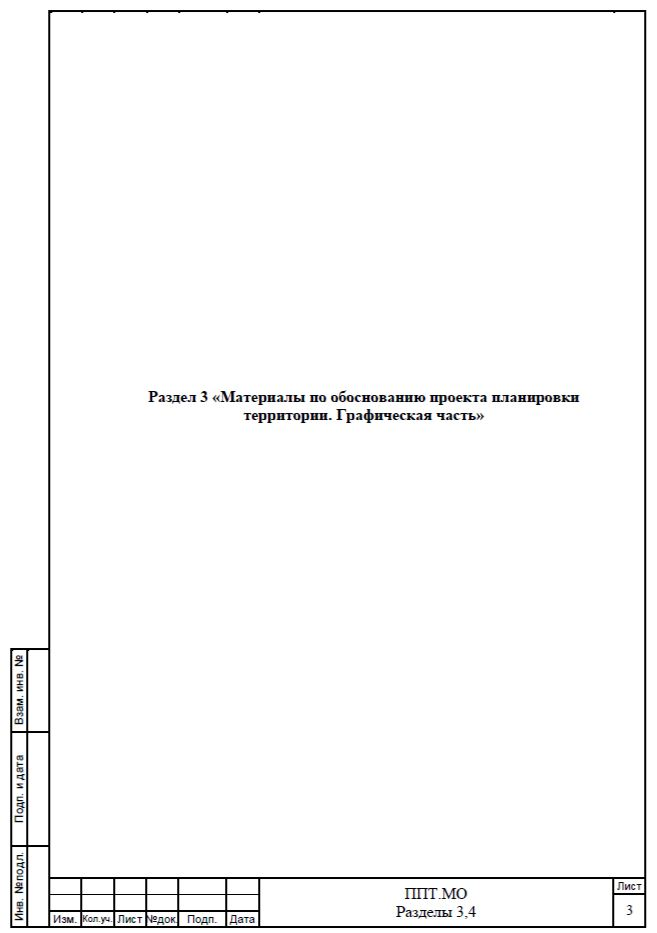 Раздел 3 «Материалы по обоснованию проекта планировки
территории. Графическая часть»
Взам. инв. №
Подп. и дата
Инв. №подл.
Изм. Кол.уч. Лист №док. Подп. Дата
ППТ.МО
Разделы 3,4
Лист
3